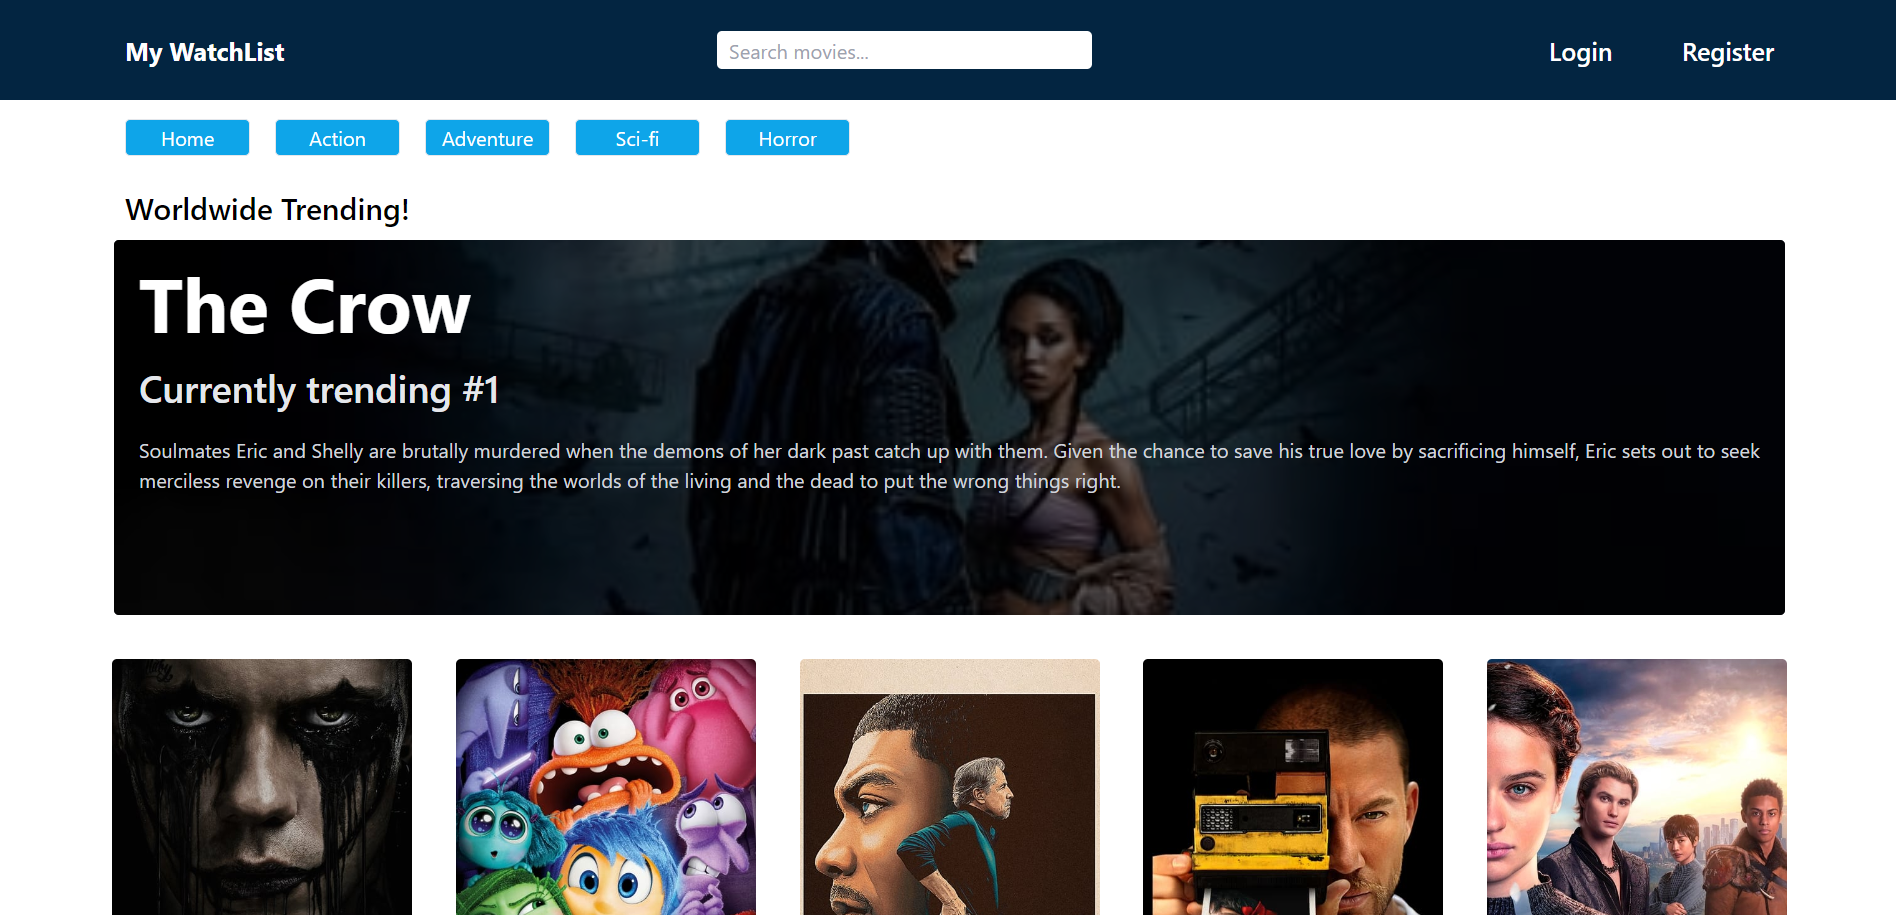 My WatchList
Search movies...
Login
Register
Home
Action
Adventure
Sci-fi
Horror
Worldwide Trending!
The Crow
Currently trending #1
Soulmates Eric and Shelly are brutally murdered when the demons of her dark past catch up with them. Given the chance to save his true love by sacrificing himself, Eric sets out to seek
merciless revenge on their killers, traversing the worlds of the living and the dead to put the wrong things right.